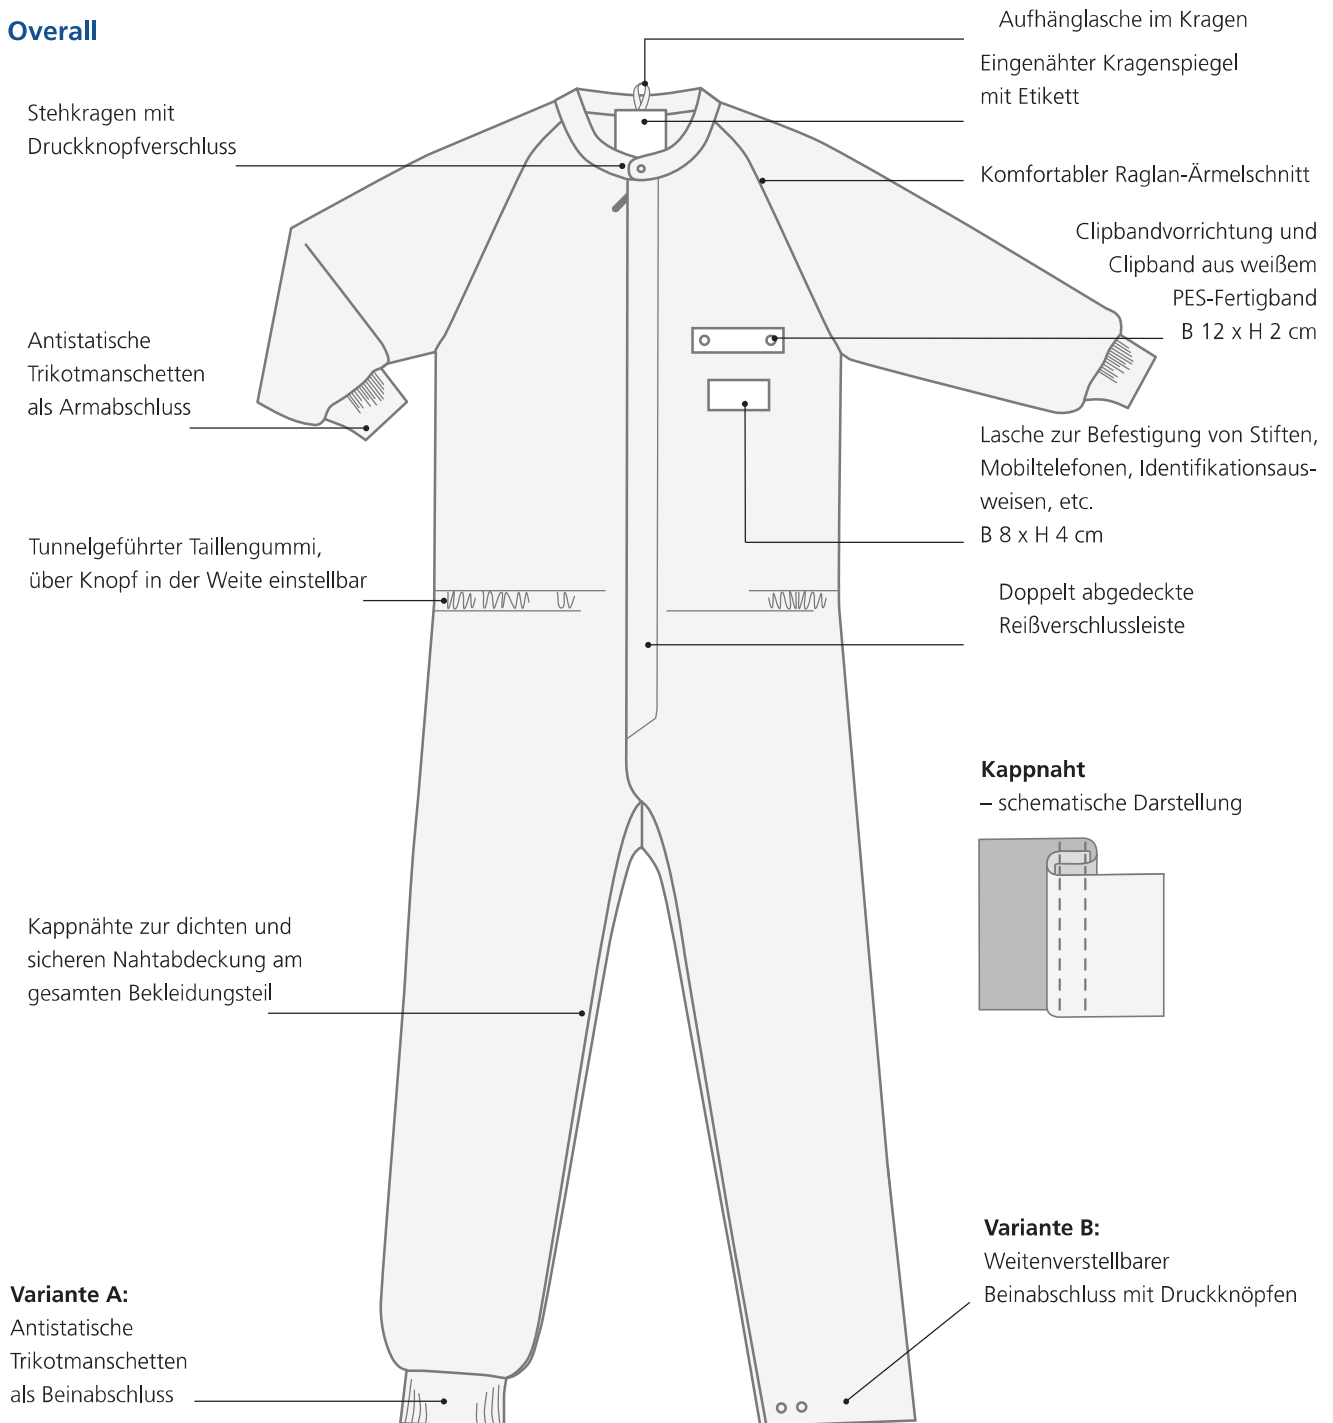 Overall
Aufhänglasche im Kragen
Eingenähter Kragenspiegel
mit Etikett
Stehkragen mit
Druckknopfverschluss
Komfortabler Raglan-Ärmelschnitt
Clipbandvorrichtung und
Clipband aus weißem
PES-Fertigband
B 12 x H 2 cm
Antistatische
Trikotmanschetten
als Armabschluss
Lasche zur Befestigung von Stiften,
Mobiltelefonen, Identifikationsaus-
weisen, etc.
B 8 x H 4 cm
Tunnelgeführter Taillengummi,
über Knopf in der Weite einstellbar
Doppelt abgedeckte
Reißverschlussleiste
Kappnaht
– schematische Darstellung
Kappnähte zur dichten und
sicheren Nahtabdeckung am
gesamten Bekleidungsteil
Variante B:
Weitenverstellbarer
Beinabschluss mit Druckknöpfen
Variante A:
Antistatische
Trikotmanschetten
als Beinabschluss